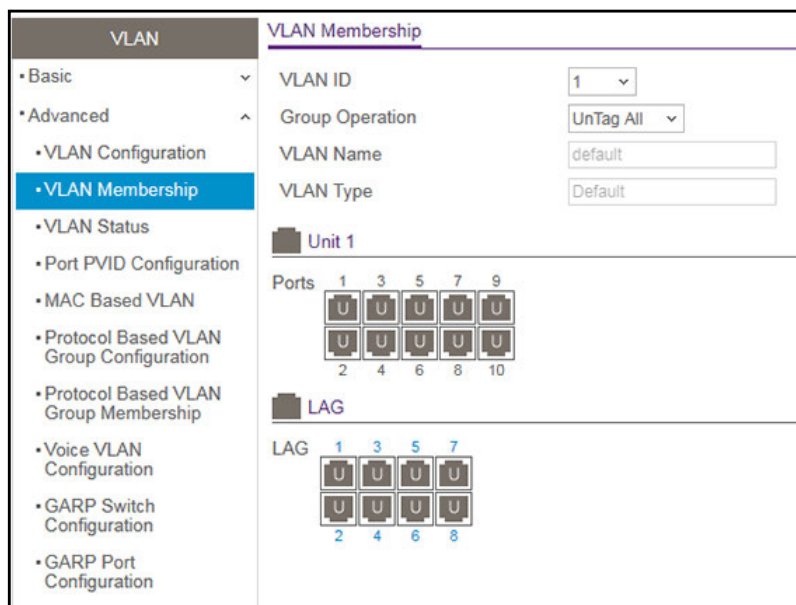 VLAN
Basic
Advanced
VLAN Configuration
VLAN Membership
VLAN Status
Port PVID Configuration
MAC Based VLAN
Protocol Based VLAN
Group Configuration
Protocol Based VLAN
Group Membership
Voice VLAN
Configuration
GARP Switch
Configuration
GARP Port
Configuration
VLAN Membership
VLAN ID 1
Group Operation UnTag All
VLAN Name default
VLAN Type Default
Unit 1
Ports 1 3 5 7 9
U U U U U
U U U U U
2 4 6 8 10
LAG
LAG 1 3 5 7
U U U U
U U U U
2 4 6 8